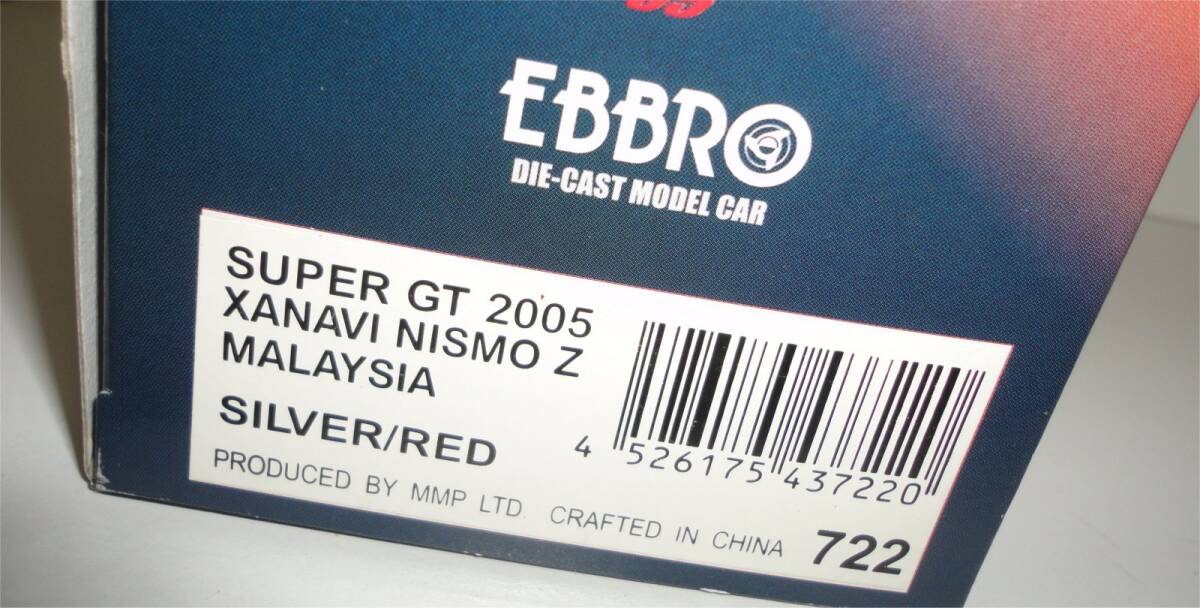 EBBRO
DIE-CAST MODEL CAR
SUPER GT 2005
XANAVI NISMO Z
MALAYSIA
SILVER/RED
PRODUCED BY MMP LTD. CRAFTED IN CHINA
4 526175 437220
722